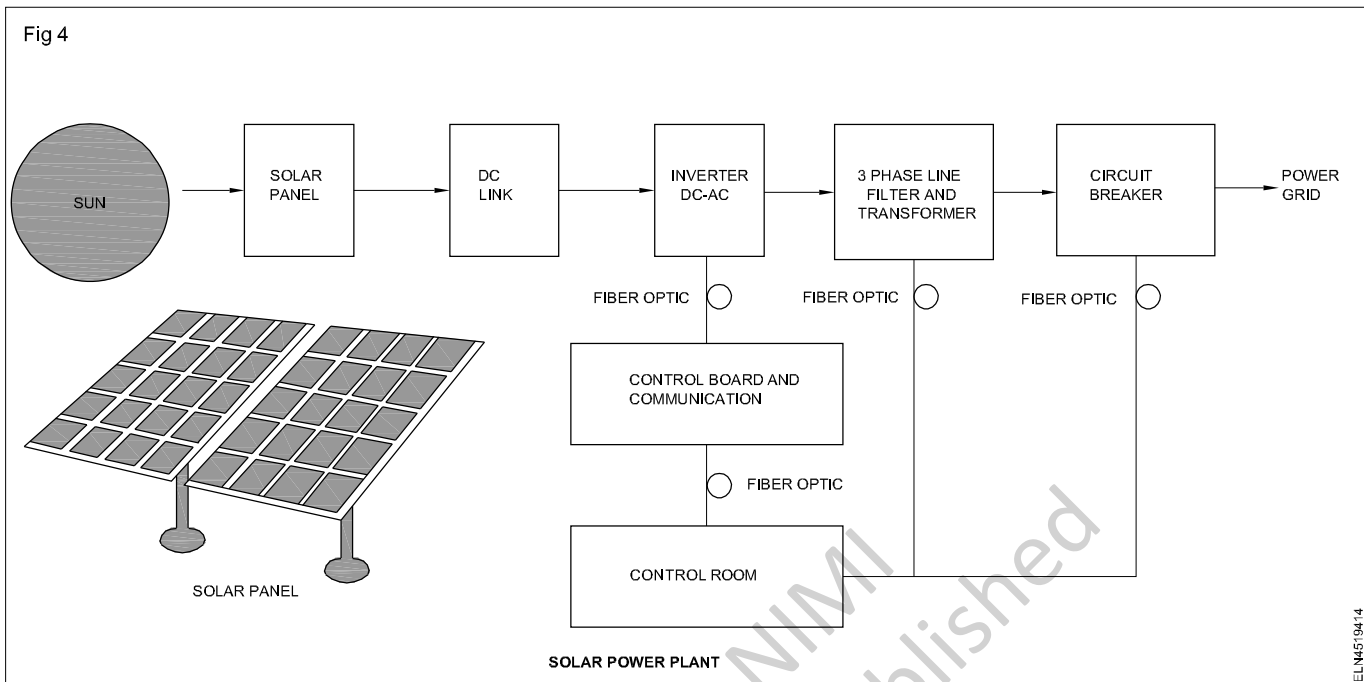 Fig 4
SUN
SOLAR
PANEL
DC
LINK
INVERTER
DC-AC
3 PHASE LINE
FILTER AND
TRANSFORMER
CIRCUIT
BREAKER
POWER
GRID
FIBER OPTIC
FIBER OPTIC
FIBER OPTIC
CONTROL BOARD AND
COMMUNICATION
FIBER OPTIC
CONTROL ROOM
SOLAR PANEL
SOLAR POWER PLANT
NIMI
blished
ELN4519414